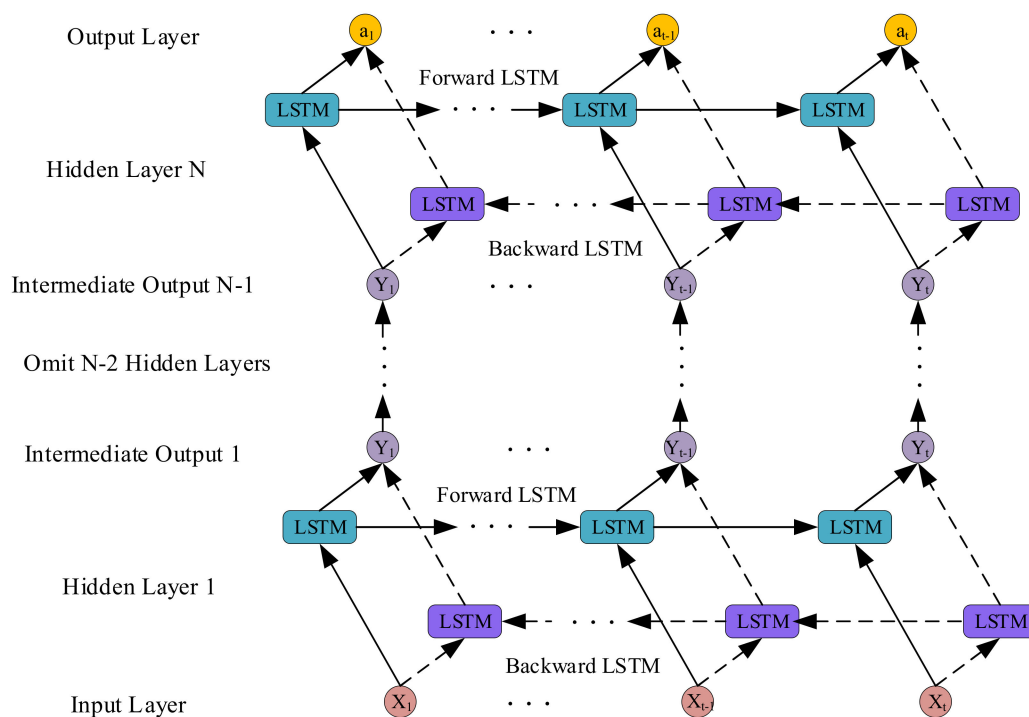 Output Layer a₁ · · · aₜ₋₁ aₜ
Forward LSTM
LSTM · · · LSTM LSTM
Hidden Layer N
LSTM · · · LSTM LSTM
Backward LSTM
Intermediate Output N-1 Y₁ · · · Yₜ₋₁ Yₜ
Omit N-2 Hidden Layers
Intermediate Output 1 Y₁ · · · Yₜ₋₁ Yₜ
Forward LSTM
LSTM · · · LSTM LSTM
Hidden Layer 1
LSTM · · · LSTM LSTM
Backward LSTM
Input Layer X₁ · · · Xₜ₋₁ Xₜ